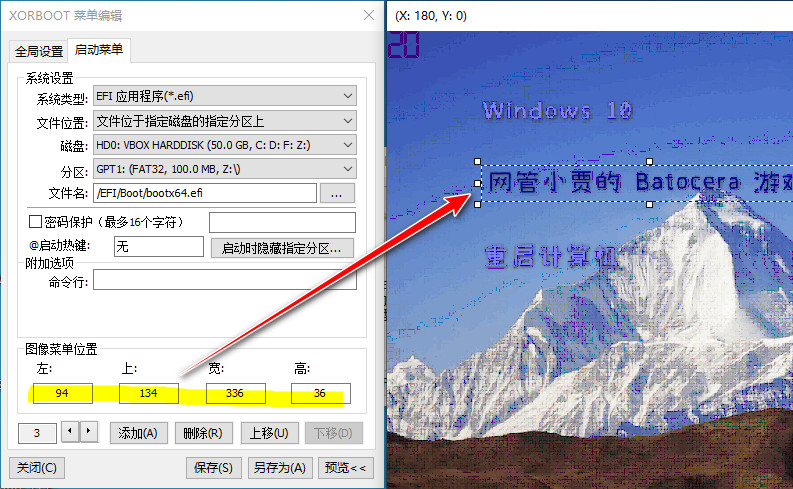 XORBOOT 菜单编辑
全局设置 启动菜单
系统设置
系统类型: EFI 应用程序(*.efi)
文件位置: 文件位于指定磁盘的指定分区上
磁盘: HD0: VBOX HARDDISK (50.0 GB, C: D: F: Z:)
分区: GPT1: (FAT32, 100.0 MB, Z:\)
文件名: /EFI/Boot/bootx64.efi ...
密码保护（最多16个字符）
@启动热键: 无 启动时隐藏指定分区...
附加选项
命令行:
图像菜单位置
左: 上: 宽: 高:
94 134 336 36
3 添加(A) 删除(R) 上移(U) 下移(D)
关闭(C) 保存(S) 另存为(A) 预览<<
(X: 180, Y: 0)
20
Windows 10
网管小贾的 Batocera 游戏
重启计算机